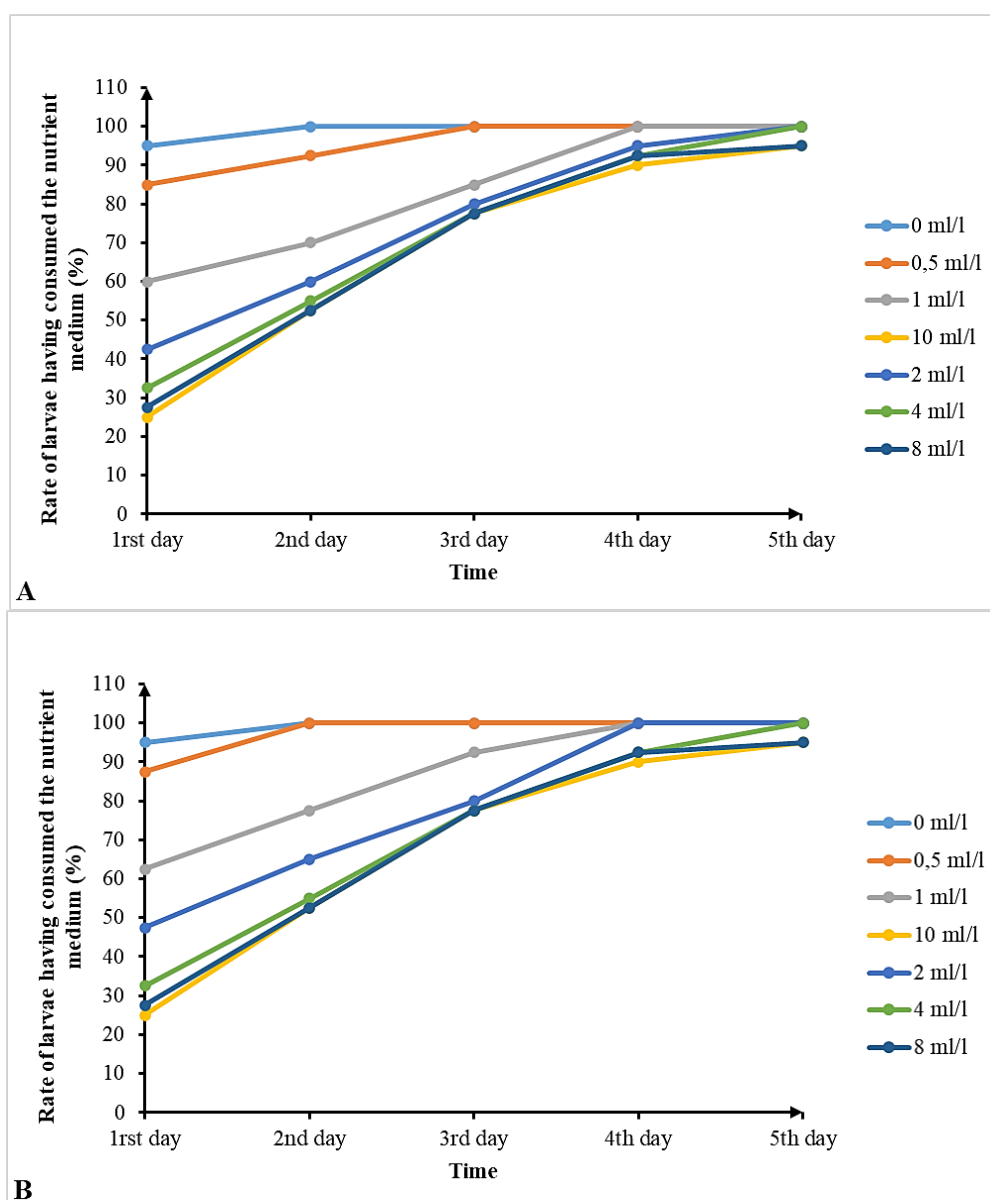 110
100
90
80
70
60
50
40
30
20
10
0
Rate of larvae having consumed the nutrient
medium (%)
1rst day 2nd day 3rd day 4th day 5th day
Time
0 ml/l
0,5 ml/l
1 ml/l
10 ml/l
2 ml/l
4 ml/l
8 ml/l
A
110
100
90
80
70
60
50
40
30
20
10
0
Rate of larvae having consumed the nutrient
medium (%)
1rst day 2nd day 3rd day 4th day 5th day
Time
0 ml/l
0,5 ml/l
1 ml/l
10 ml/l
2 ml/l
4 ml/l
8 ml/l
B